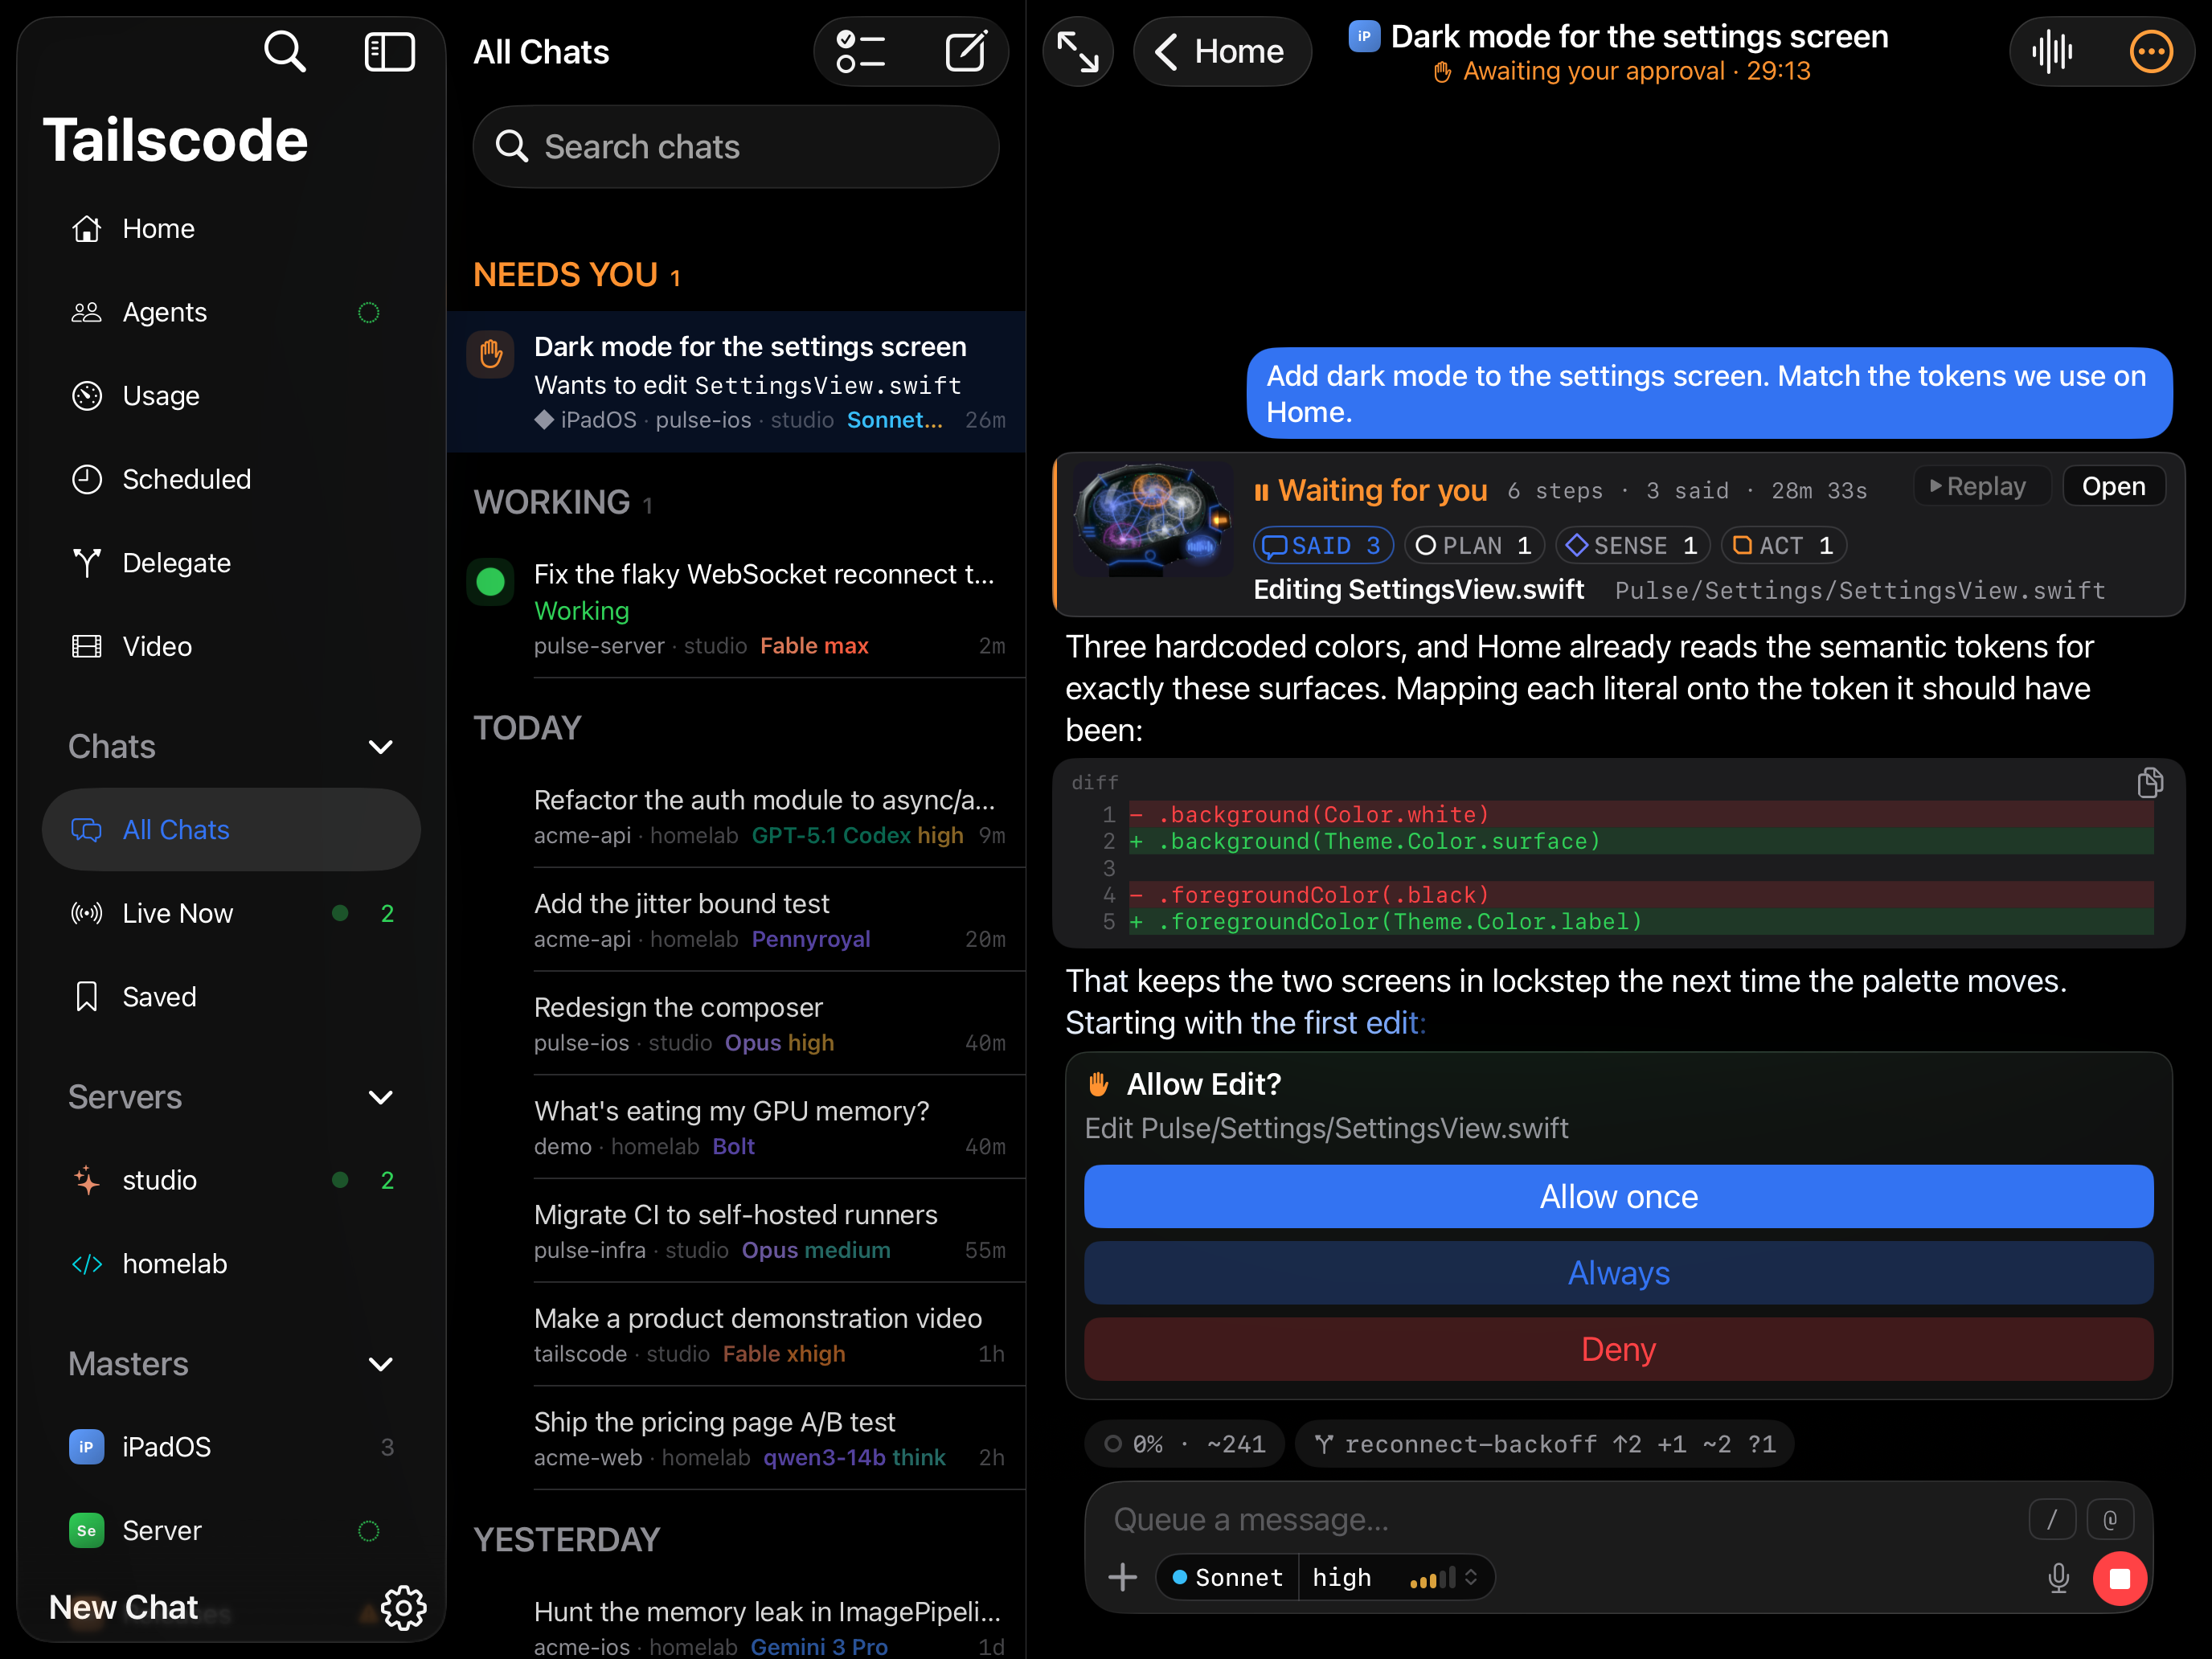 Tailscode
Home
Agents
Usage
Scheduled
Delegate
Video
Chats
All Chats
Live Now 2
Saved
Servers
studio 2
homelab
Masters
iP iPadOS 3
Se Server
New Chat
All Chats
Search chats
NEEDS YOU 1
Dark mode for the settings screen
Wants to edit SettingsView.swift
iPadOS · pulse-ios · studio Sonnet... 26m
WORKING 1
Fix the flaky WebSocket reconnect t...
Working
pulse-server · studio Fable max 2m
TODAY
Refactor the auth module to async/a...
acme-api · homelab GPT-5.1 Codex high 9m
Add the jitter bound test
acme-api · homelab Pennyroyal 20m
Redesign the composer
pulse-ios · studio Opus high 40m
What's eating my GPU memory?
demo · homelab Bolt 40m
Migrate CI to self-hosted runners
pulse-infra · studio Opus medium 55m
Make a product demonstration video
tailscode · studio Fable xhigh 1h
Ship the pricing page A/B test
acme-web · homelab qwen3-14b think 2h
YESTERDAY
Hunt the memory leak in ImagePipeli...
acme-ios · homelab Gemini 3 Pro 1d
Home
iP Dark mode for the settings screen
Awaiting your approval · 29:13
Add dark mode to the settings screen. Match the tokens we use on
Home.
Waiting for you 6 steps · 3 said · 28m 33s Replay Open
SAID 3 PLAN 1 SENSE 1 ACT 1
Editing SettingsView.swift Pulse/Settings/SettingsView.swift
Three hardcoded colors, and Home already reads the semantic tokens for
exactly these surfaces. Mapping each literal onto the token it should have
been:
diff
1 − .background(Color.white)
2 + .background(Theme.Color.surface)
3
4 − .foregroundColor(.black)
5 + .foregroundColor(Theme.Color.label)
That keeps the two screens in lockstep the next time the palette moves.
Starting with the first edit:
Allow Edit?
Edit Pulse/Settings/SettingsView.swift
Allow once
Always
Deny
0% · ~241 reconnect-backoff ↑2 +1 ~2 ?1
Queue a message... / @
Sonnet high